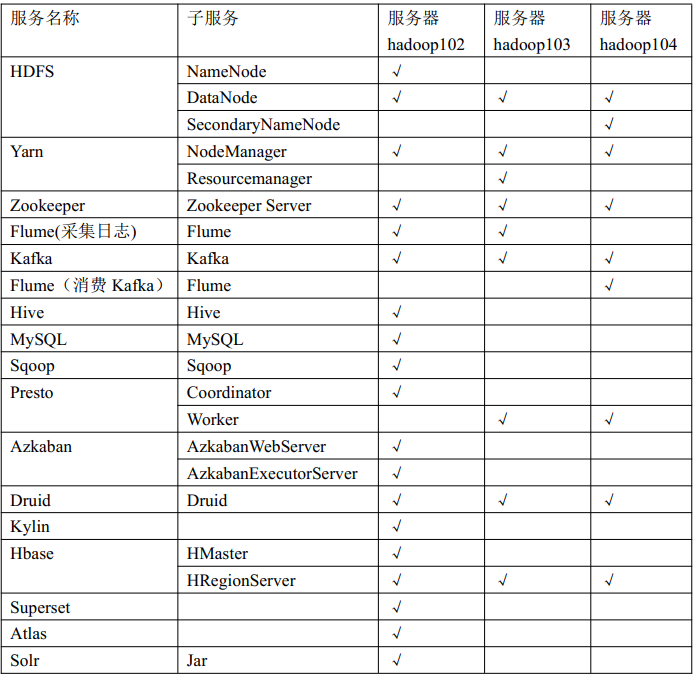 服务名称 子服务 服务器 服务器 服务器
hadoop102 hadoop103 hadoop104
HDFS NameNode √
DataNode √ √ √
SecondaryNameNode √
Yarn NodeManager √ √ √
Resourcemanager √
Zookeeper Zookeeper Server √ √ √
Flume(采集日志) Flume √ √
Kafka Kafka √ √ √
Flume（消费 Kafka） Flume √
Hive Hive √
MySQL MySQL √
Sqoop Sqoop √
Presto Coordinator √
Worker √ √
Azkaban AzkabanWebServer √
AzkabanExecutorServer √
Druid Druid √ √ √
Kylin √
Hbase HMaster √
HRegionServer √ √ √
Superset √
Atlas √
Solr Jar √